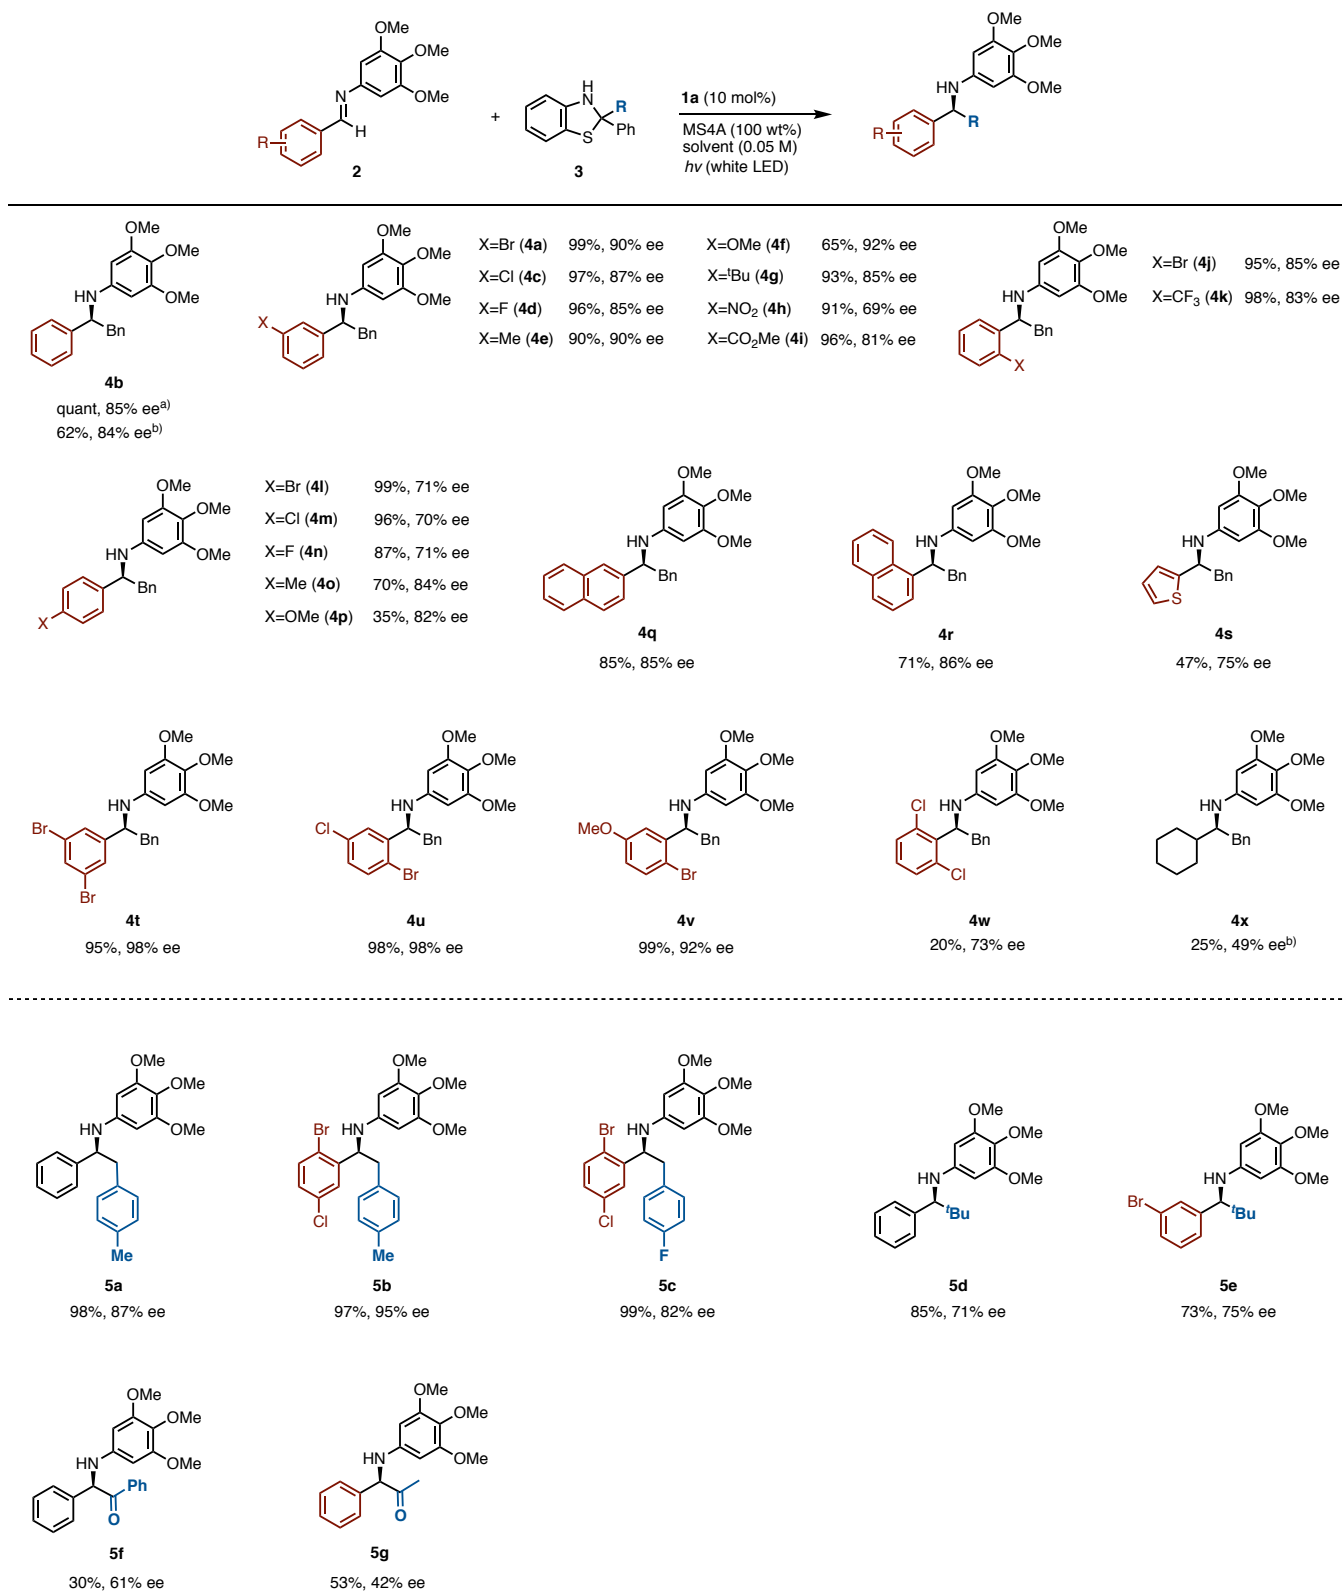 OMe
OMe
OMe
N
H
R
2
+
H
N
R
Ph
S
3
1a (10 mol%)
MS4A (100 wt%)
solvent (0.05 M)
hν (white LED)
OMe
OMe
OMe
HN
R
R
OMe
OMe
OMe
HN
Bn
4b
quant, 85% ee a)
62%, 84% ee b)
OMe
OMe
OMe
HN
X
Bn
X=Br (4a) 99%, 90% ee
X=Cl (4c) 97%, 87% ee
X=F (4d) 96%, 85% ee
X=Me (4e) 90%, 90% ee
X=OMe (4f) 65%, 92% ee
X=tBu (4g) 93%, 85% ee
X=NO2 (4h) 91%, 69% ee
X=CO2Me (4i) 96%, 81% ee
OMe
OMe
OMe
HN
Bn
X
X=Br (4j) 95%, 85% ee
X=CF3 (4k) 98%, 83% ee
OMe
OMe
OMe
HN
Bn
X
X=Br (4l) 99%, 71% ee
X=Cl (4m) 96%, 70% ee
X=F (4n) 87%, 71% ee
X=Me (4o) 70%, 84% ee
X=OMe (4p) 35%, 82% ee
OMe
OMe
OMe
HN
Bn
4q
85%, 85% ee
OMe
OMe
OMe
HN
Bn
4r
71%, 86% ee
OMe
OMe
OMe
HN
Bn
S
4s
47%, 75% ee
OMe
OMe
OMe
HN
Br
Bn
Br
4t
95%, 98% ee
OMe
OMe
OMe
HN
Cl
Bn
Br
4u
98%, 98% ee
OMe
OMe
OMe
HN
MeO
Bn
Br
4v
99%, 92% ee
OMe
OMe
OMe
HN
Cl
Bn
Cl
4w
20%, 73% ee
OMe
OMe
OMe
HN
Bn
4x
25%, 49% ee b)
OMe
OMe
OMe
HN
Me
5a
98%, 87% ee
OMe
OMe
OMe
HN
Br
Cl
Me
5b
97%, 95% ee
OMe
OMe
OMe
HN
Br
Cl
F
5c
99%, 82% ee
OMe
OMe
OMe
HN
tBu
5d
85%, 71% ee
OMe
OMe
OMe
HN
Br
tBu
5e
73%, 75% ee
OMe
OMe
OMe
HN
Ph
O
5f
30%, 61% ee
OMe
OMe
OMe
HN
O
5g
53%, 42% ee